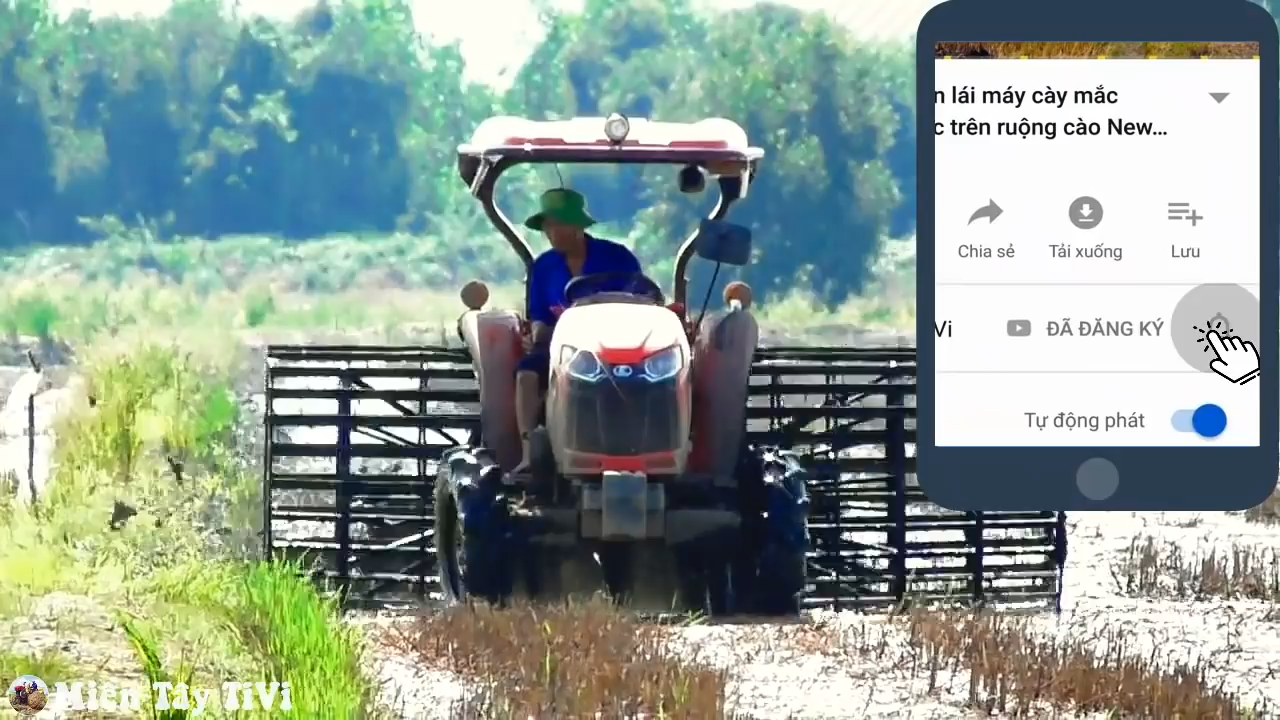 n lái máy cày mắc
c trên ruộng cào New...
Chia sẻ
Tải xuống
Lưu
Vi
ĐÃ ĐĂNG KÝ
Tự động phát
Miền Tây TiVi